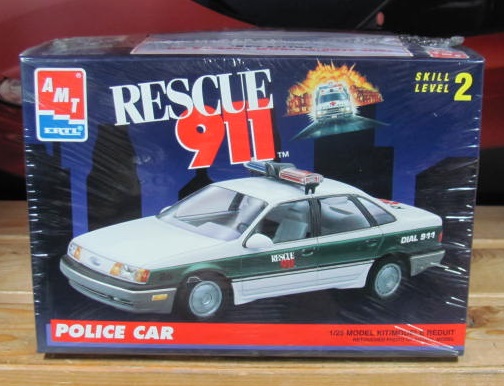 AMT
ERTL
RESCUE
911
TM
SKILL
LEVEL 2
RESCUE
911
DIAL 911
POLICE CAR
1/25 MODEL KIT/MODELE REDUIT